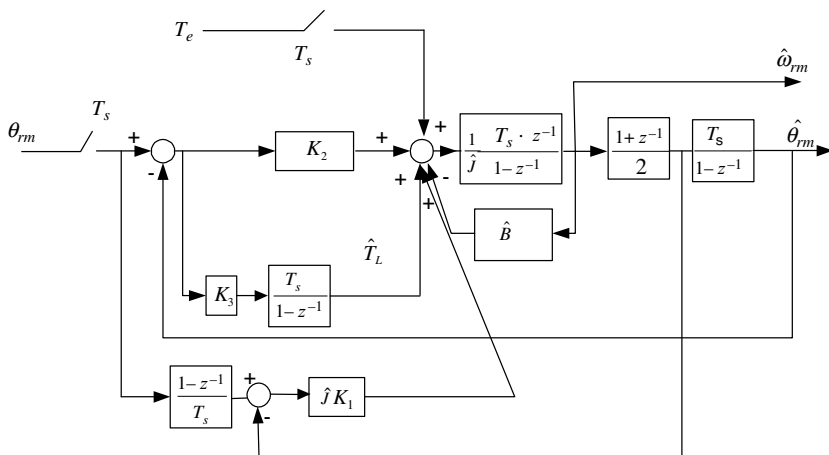 T_e
T_s
ω̂_rm
θ_rm
T_s
+
-
K_2
+
+
+
+
-
1/Ĵ T_s · z^-1 / 1- z^-1
1+ z^-1 / 2
T_s / 1- z^-1
θ̂_rm
B̂
T̂_L
K_3
T_s / 1- z^-1
1- z^-1 / T_s
+
-
Ĵ K_1